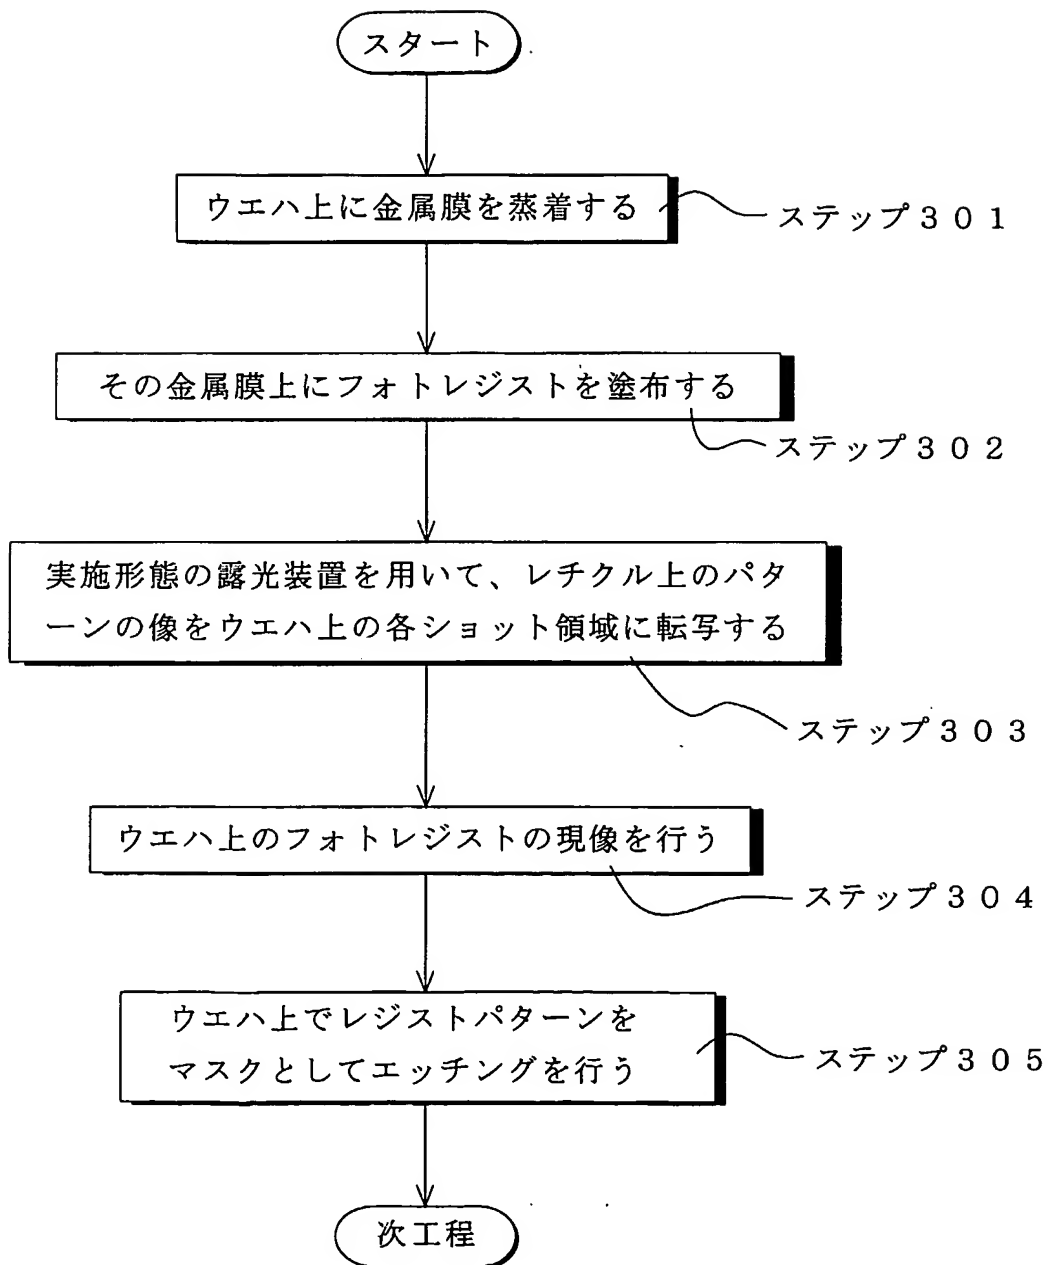 スタート
ウエハ上に金属膜を蒸着する
ステップ３０１
その金属膜上にフォトレジストを塗布する
ステップ３０２
実施形態の露光装置を用いて、レチクル上のパタ
ーンの像をウエハ上の各ショット領域に転写する
ステップ３０３
ウエハ上のフォトレジストの現像を行う
ステップ３０４
ウエハ上でレジストパターンを
マスクとしてエッチングを行う
ステップ３０５
次工程